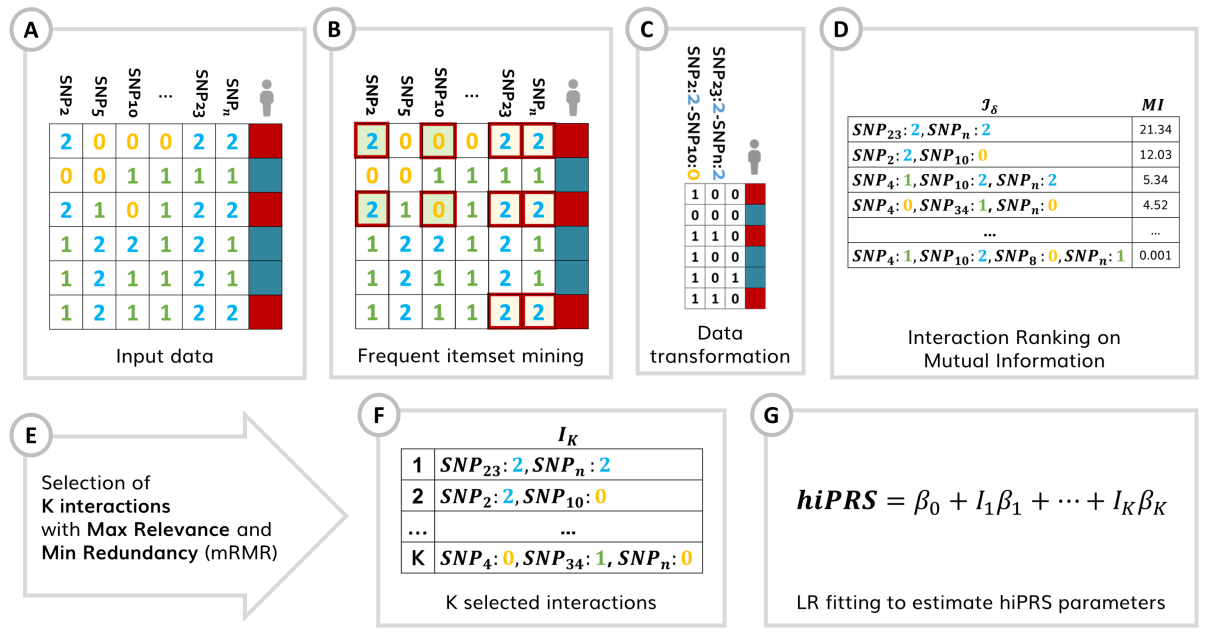 A
SNP2 SNP5 SNP10 ... SNP23 SNPn
2 0 0 0 2 2
0 0 1 1 1 1
2 1 0 1 2 2
1 2 2 1 2 1
1 2 1 1 2 1
1 2 1 1 2 2
Input data
B
SNP2 SNP5 SNP10 ... SNP23 SNPn
2 0 0 0 2 2
0 0 1 1 1 1
2 1 0 1 2 2
1 2 2 1 2 1
1 2 1 1 2 1
1 2 1 1 2 2
Frequent itemset mining
C
SNP2:2-SNP10:0
SNP23:2-SNPn:2
1 0 0
0 0 0
1 1 0
1 0 0
1 0 1
1 1 0
Data
transformation
D
ℐδ MI
SNP23: 2, SNPn: 2 21.34
SNP2: 2, SNP10: 0 12.03
SNP4: 1, SNP10: 2, SNPn: 2 5.34
SNP4: 0, SNP34: 1, SNPn: 0 4.52
... ...
SNP4: 1, SNP10: 2, SNP8: 0, SNPn: 1 0.001
Interaction Ranking on
Mutual Information
E
Selection of
K interactions
with Max Relevance and
Min Redundancy (mRMR)
F
IK
1 SNP23: 2, SNPn: 2
2 SNP2: 2, SNP10: 0
... ...
K SNP4: 0, SNP34: 1, SNPn: 0
K selected interactions
G
hiPRS = β0 + I1β1 + ⋯ + IKβK
LR fitting to estimate hiPRS parameters